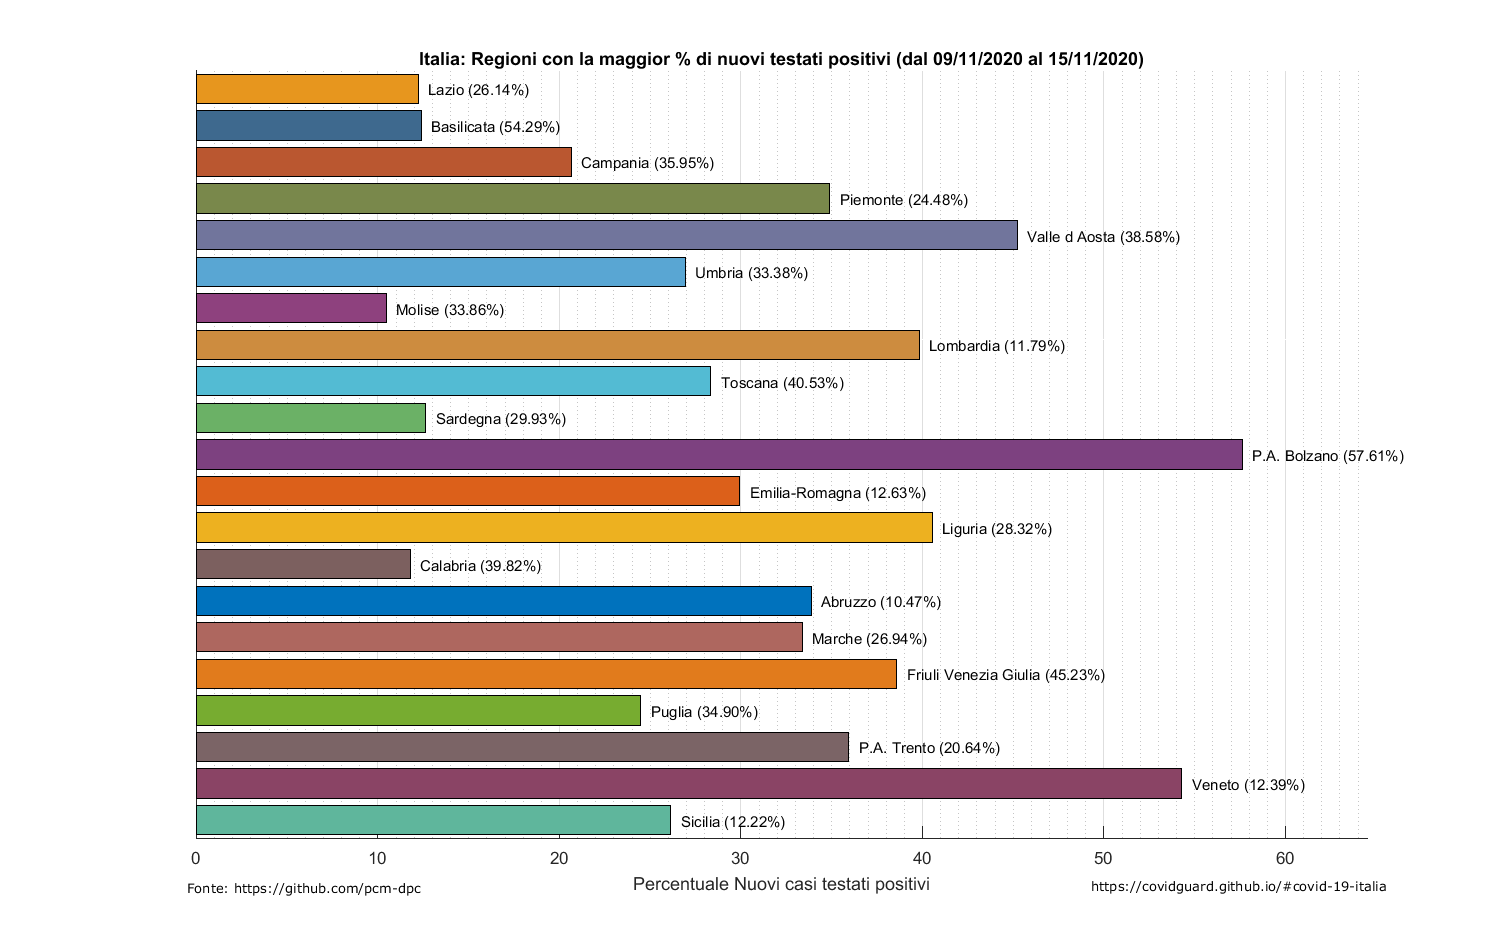 Italia: Regioni con la maggior % di nuovi testati positivi (dal 09/11/2020 al 15/11/2020)
Lazio (26.14%)
Basilicata (54.29%)
Campania (35.95%)
Piemonte (24.48%)
Valle d Aosta (38.58%)
Umbria (33.38%)
Molise (33.86%)
Lombardia (11.79%)
Toscana (40.53%)
Sardegna (29.93%)
P.A. Bolzano (57.61%)
Emilia-Romagna (12.63%)
Liguria (28.32%)
Calabria (39.82%)
Abruzzo (10.47%)
Marche (26.94%)
Friuli Venezia Giulia (45.23%)
Puglia (34.90%)
P.A. Trento (20.64%)
Veneto (12.39%)
Sicilia (12.22%)
0 10 20 30 40 50 60
Percentuale Nuovi casi testati positivi
Fonte: https://github.com/pcm-dpc
https://covidguard.github.io/#covid-19-italia